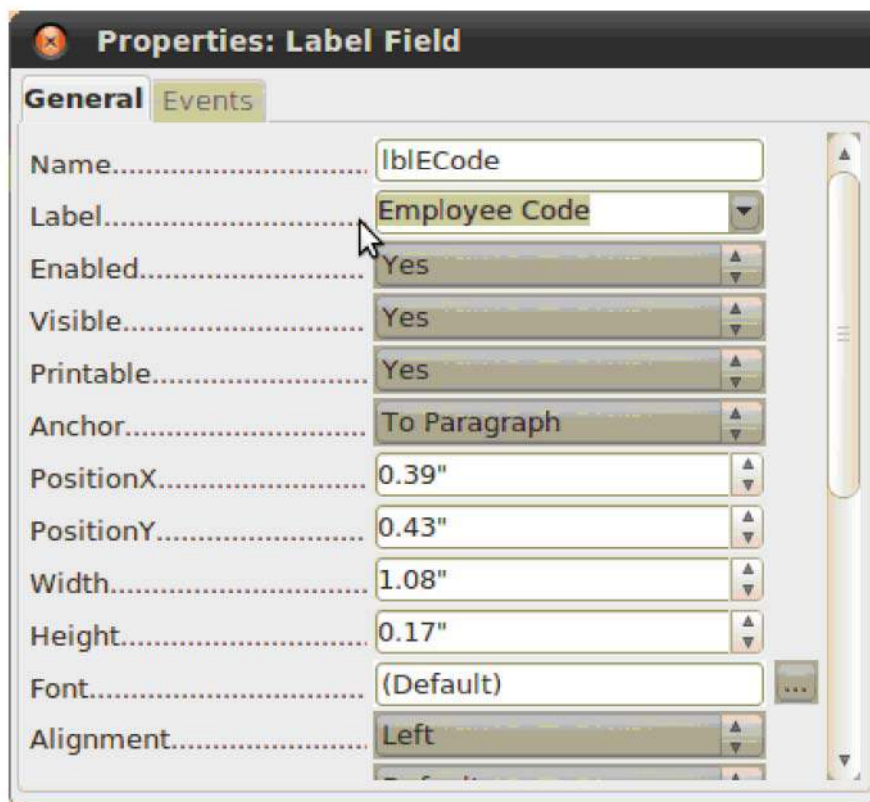 Properties: Label Field
General Events
Name............................ lblECode
Label............................ Employee Code
Enabled............................ Yes
Visible............................ Yes
Printable............................ Yes
Anchor............................ To Paragraph
PositionX............................ 0.39"
PositionY............................ 0.43"
Width............................ 1.08"
Height............................ 0.17"
Font............................ (Default) ...
Alignment............................ Left